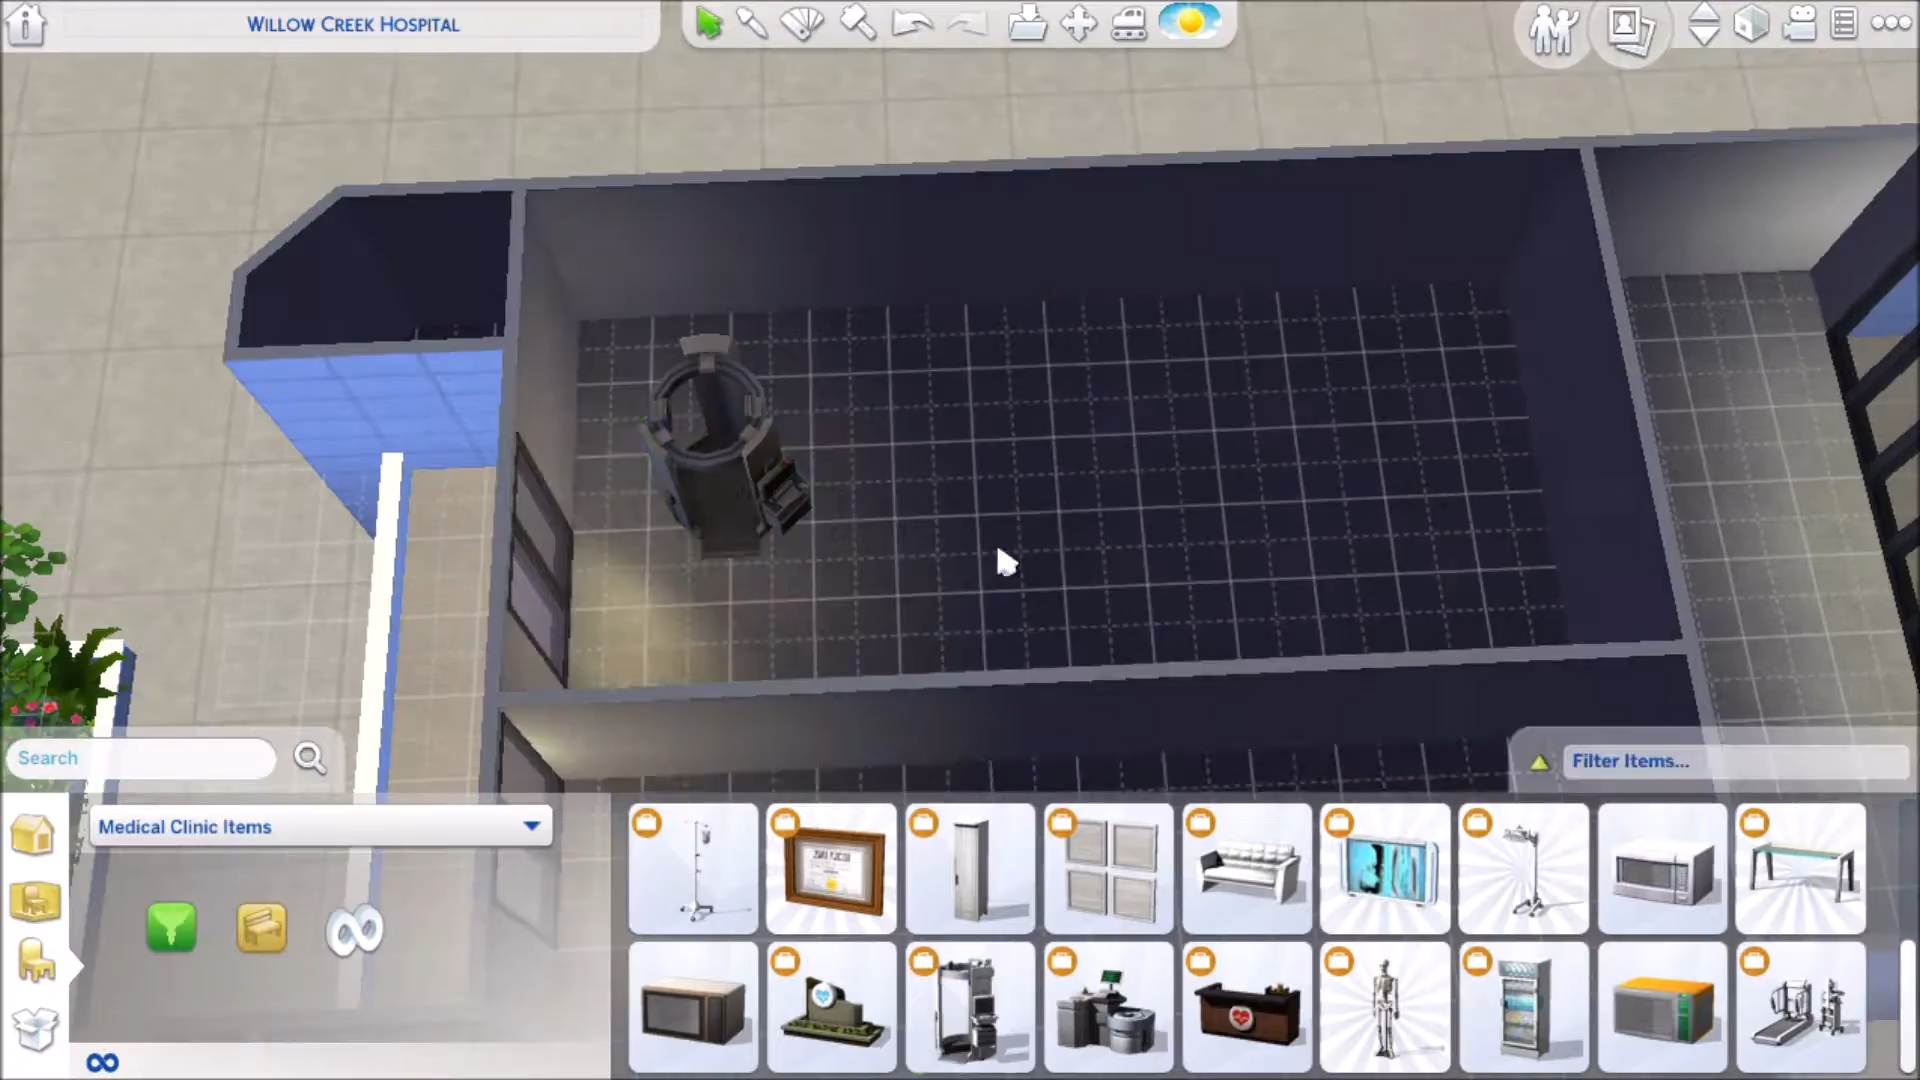 WILLOW CREEK HOSPITAL
Search
Filter Items...
Medical Clinic Items